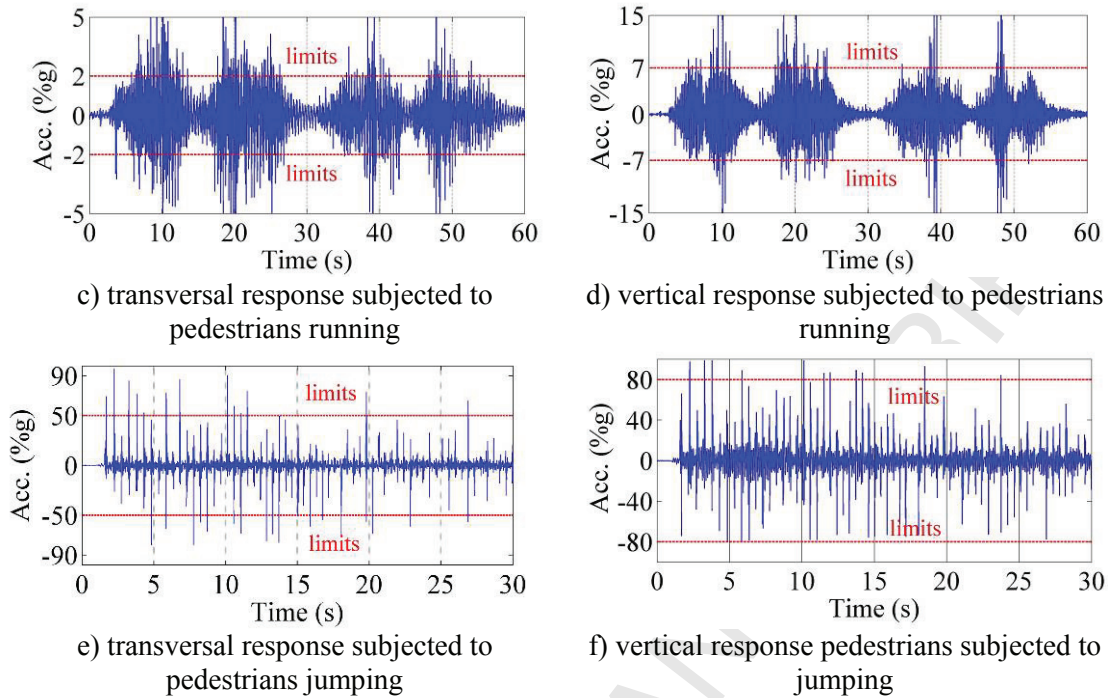 5
2
0
-2
-5
Acc. (%g)
limits
limits
0 10 20 30 40 50 60
Time (s)
c) transversal response subjected to
pedestrians running
15
7
0
-7
-15
Acc. (%g)
limits
limits
0 10 20 30 40 50 60
Time (s)
d) vertical response subjected to pedestrians
running
90
50
0
-50
-90
Acc. (%g)
limits
limits
0 5 10 15 20 25 30
Time (s)
e) transversal response subjected to
pedestrians jumping
80
40
0
-40
-80
Acc. (%g)
limits
limits
0 5 10 15 20 25 30
Time (s)
f) vertical response pedestrians subjected to
jumping